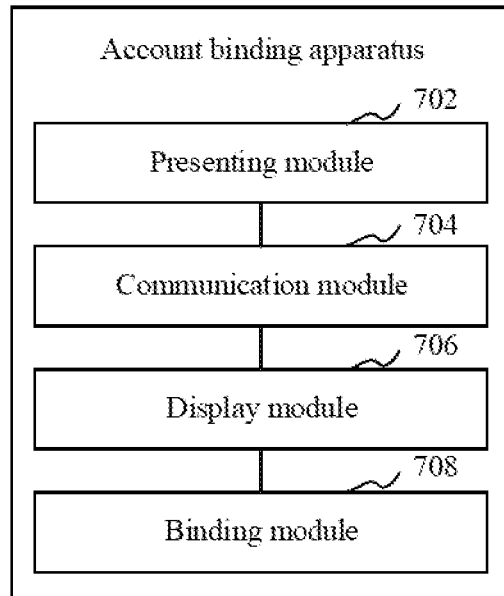 Account binding apparatus
702
Presenting module
704
Communication module
706
Display module
708
Binding module